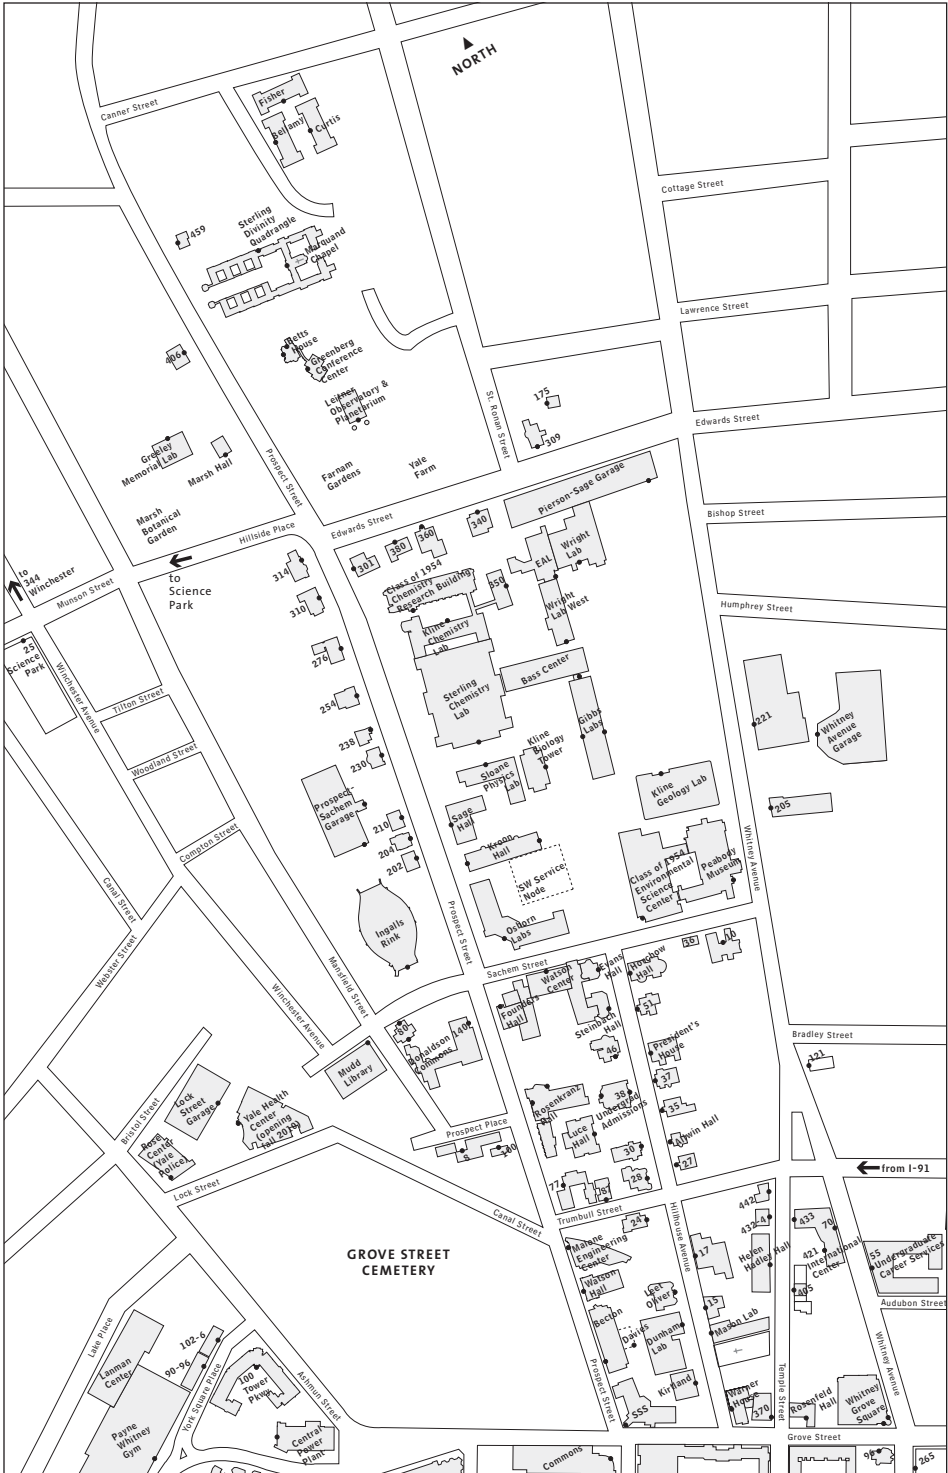 NORTH
Canner Street
Fisher
Bellamy
Curtis
Cottage Street
459
Sterling
Divinity
Quadrangle
Marquand
Chapel
Lawrence Street
406
Betts
House
Greenberg
Conference
Center
Leitner
Observatory &
Planetarium
St. Ronan Street
175
309
Edwards Street
Greeley
Memorial Lab
Marsh Hall
Prospect Street
Farnam
Gardens
Yale
Farm
Pierson-Sage Garage
Marsh
Botanical
Garden
Hillside Place
Edwards Street
Bishop Street
340
360
380
301
EAL
Wright
Lab
to
344
Winchester
Munson Street
to
Science
Park
314
310
Class of 1954
Chemistry
Research Building
350
Wright
Lab West
Humphrey Street
Kline
Chemistry
Lab
25
Science
Park
Winchester Avenue
276
Bass Center
Tilton Street
254
Sterling
Chemistry
Lab
Gibbs
Labs
221
Whitney
Avenue
Garage
Woodland Street
238
230
Kline
Biology
Tower
Sloane
Physics
Lab
Kline
Geology Lab
Prospect-
Sachem
Garage
210
204
202
Sage
Hall
205
Compton Street
Kroon
Hall
SW Service
Node
Class of 1954
Environmental
Science
Center
Peabody
Museum
Whitney Avenue
Canal Street
Webster Street
Ingalls
Rink
Prospect Street
Osborn
Labs
Sachem Street
Mansfield Street
Winchester Avenue
Watson
Center
Evans
Hall
Horchow
Hall
16
10
Founders
Hall
Steinbach
Hall
51
Bradley Street
80
Donaldson
Commons
140
46
President's
House
121
Mudd
Library
37
Lock
Street
Garage
Yale Health
Center
(opening
fall 2010)
Rosenkranz
Hall
38
Undergrad
Admissions
35
Bristol Street
Rose
Center
(Yale
Police)
Prospect Place
8
100
Luce
Hall
30
Aldwin Hall
27
from I-91
Lock Street
77
87
28
Canal Street
Trumbull Street
24
Hillhouse Avenue
442
432-4
433
70
GROVE STREET
CEMETERY
Malone
Engineering
Center
17
Helen
Hadley Hall
421
International
Center
55
Undergraduate
Career Services
Watson
Hall
Leet
Oliver
15
405
Audubon Street
Becton
Davies
Dunham
Lab
Mason Lab
Lake Place
102-6
90-96
Lanman
Center
York Square Place
100
Tower
Pkwy
Ashmun Street
Prospect Street
Kirtland
SSS
Warner
House
370
Temple Street
Rosenfeld
Hall
Whitney
Grove
Square
Whitney Avenue
Payne
Whitney
Gym
Central
Power
Plant
Grove Street
Commons
265